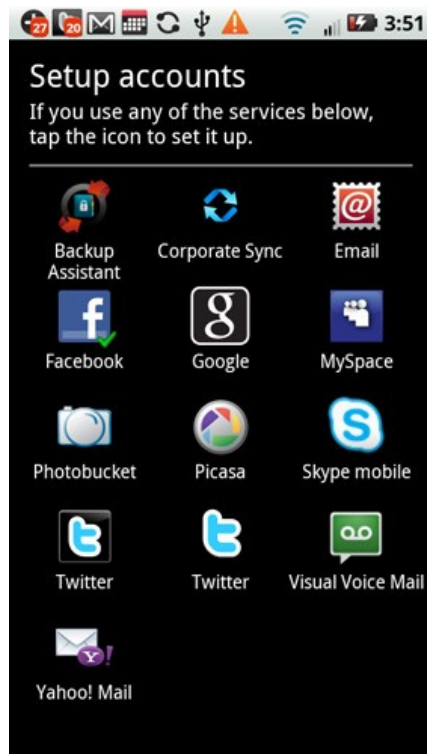 27
20
3:51
Setup accounts
If you use any of the services below,
tap the icon to set it up.
Backup
Assistant
Corporate Sync
Email
Facebook
Google
MySpace
Photobucket
Picasa
Skype mobile
Twitter
Twitter
Visual Voice Mail
Yahoo! Mail